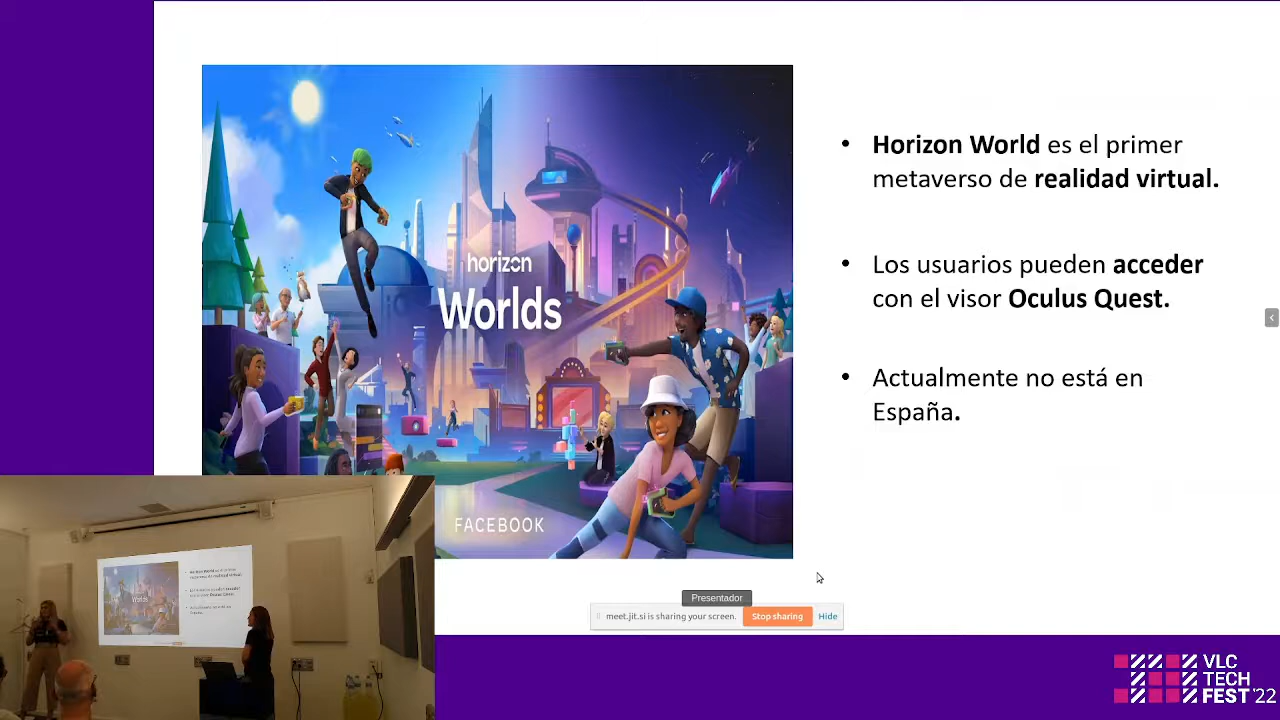 horizon
Worlds
FACEBOOK
• Horizon World es el primer
metaverso de realidad virtual.
• Los usuarios pueden acceder
con el visor Oculus Quest.
• Actualmente no está en
España.
Presentador
meet.jit.si is sharing your screen.
Stop sharing
Hide
VLC
TECH
FEST'22